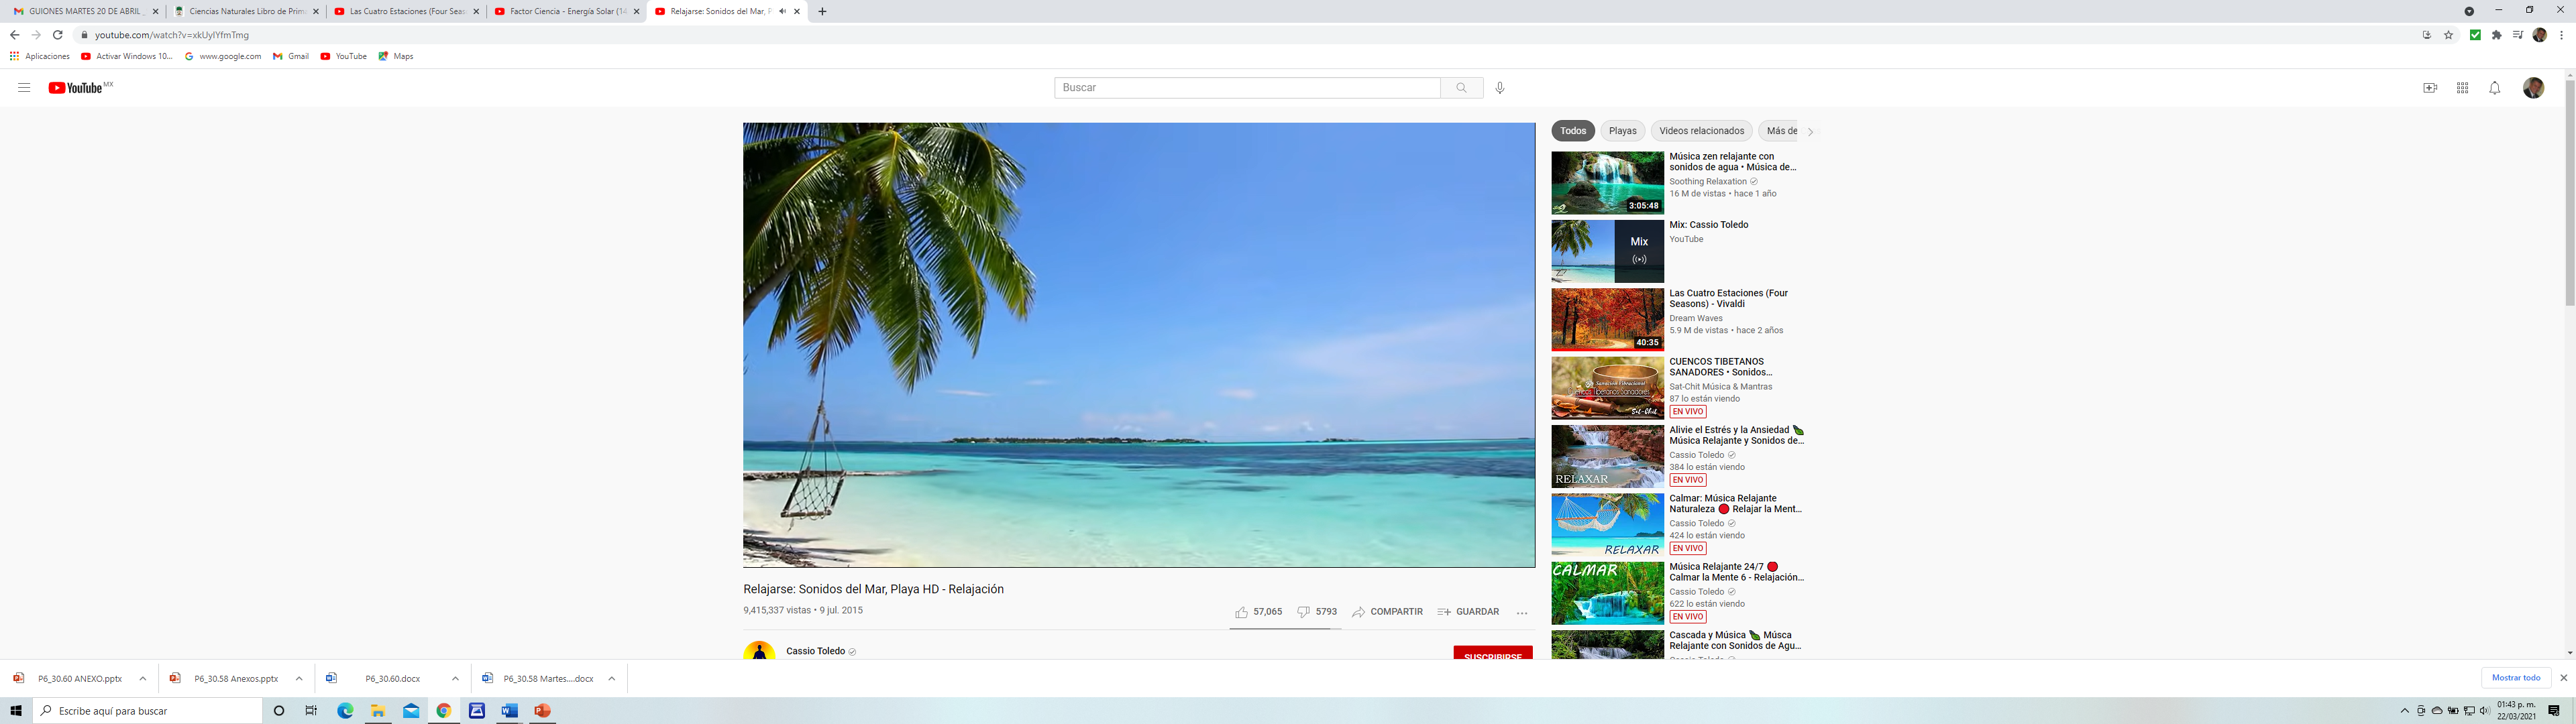 GUIONES MARTES 20 DE ABRIL _
Ciencias Naturales Libro de Prim
Las Cuatro Estaciones (Four Seas
Factor Ciencia - Energía Solar (14
Relajarse: Sonidos del Mar, P
youtube.com/watch?v=xkUylYfmTmg
Aplicaciones
Activar Windows 10...
www.google.com
Gmail
YouTube
Maps
YouTube MX
Buscar
Todos
Playas
Videos relacionados
Más de
Música zen relajante con
sonidos de agua • Música de...
Soothing Relaxation
16 M de vistas • hace 1 año
3:05:48
Mix: Cassio Toledo
YouTube
Mix
Las Cuatro Estaciones (Four
Seasons) - Vivaldi
Dream Waves
5.9 M de vistas • hace 2 años
40:35
CUENCOS TIBETANOS
SANADORES • Sonidos...
Sat-Chit Música & Mantras
87 lo están viendo
EN VIVO
Alivie el Estrés y la Ansiedad
Música Relajante y Sonidos de...
Cassio Toledo
384 lo están viendo
EN VIVO
RELAXAR
Calmar: Música Relajante
Naturaleza 🔴 Relajar la Ment...
Cassio Toledo
424 lo están viendo
EN VIVO
RELAXAR
Música Relajante 24/7 🔴
Calmar la Mente 6 - Relajación...
Cassio Toledo
622 lo están viendo
EN VIVO
CALMAR
Cascada y Música 🍃 Músca
Relajante con Sonidos de Agu...
Relajarse: Sonidos del Mar, Playa HD - Relajación
9,415,337 vistas • 9 jul. 2015
57,065
5793
COMPARTIR
GUARDAR
Cassio Toledo
SUSCRIBIRSE
P6_30.60 ANEXO.pptx
P6_30.58 Anexos.pptx
P6_30.60.docx
P6_30.58 Martes....docx
Mostrar todo
Escribe aquí para buscar
01:43 p. m.
22/03/2021